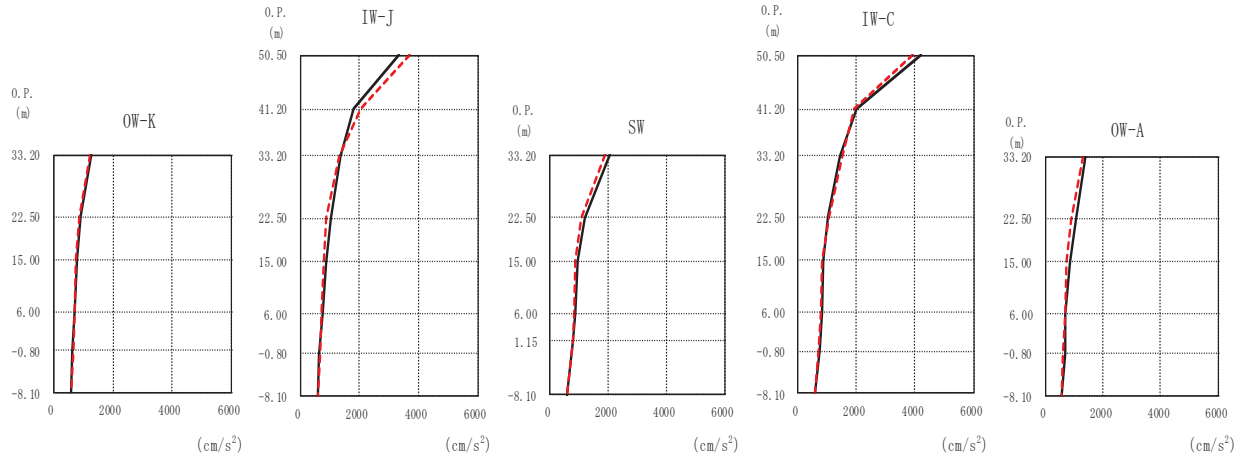 O.P.
(m)
OW-K
33.20
22.50
15.00
6.00
-0.80
-8.10
0
2000
4000
6000
(cm/s²)
O.P.
(m)
IW-J
50.50
41.20
33.20
22.50
15.00
6.00
-0.80
-8.10
0
2000
4000
6000
(cm/s²)
O.P.
(m)
SW
33.20
22.50
15.00
6.00
1.15
-8.10
0
2000
4000
6000
(cm/s²)
O.P.
(m)
IW-C
50.50
41.20
33.20
22.50
15.00
6.00
-0.80
-8.10
0
2000
4000
6000
(cm/s²)
O.P.
(m)
OW-A
33.20
22.50
15.00
6.00
-0.80
-8.10
0
2000
4000
6000
(cm/s²)